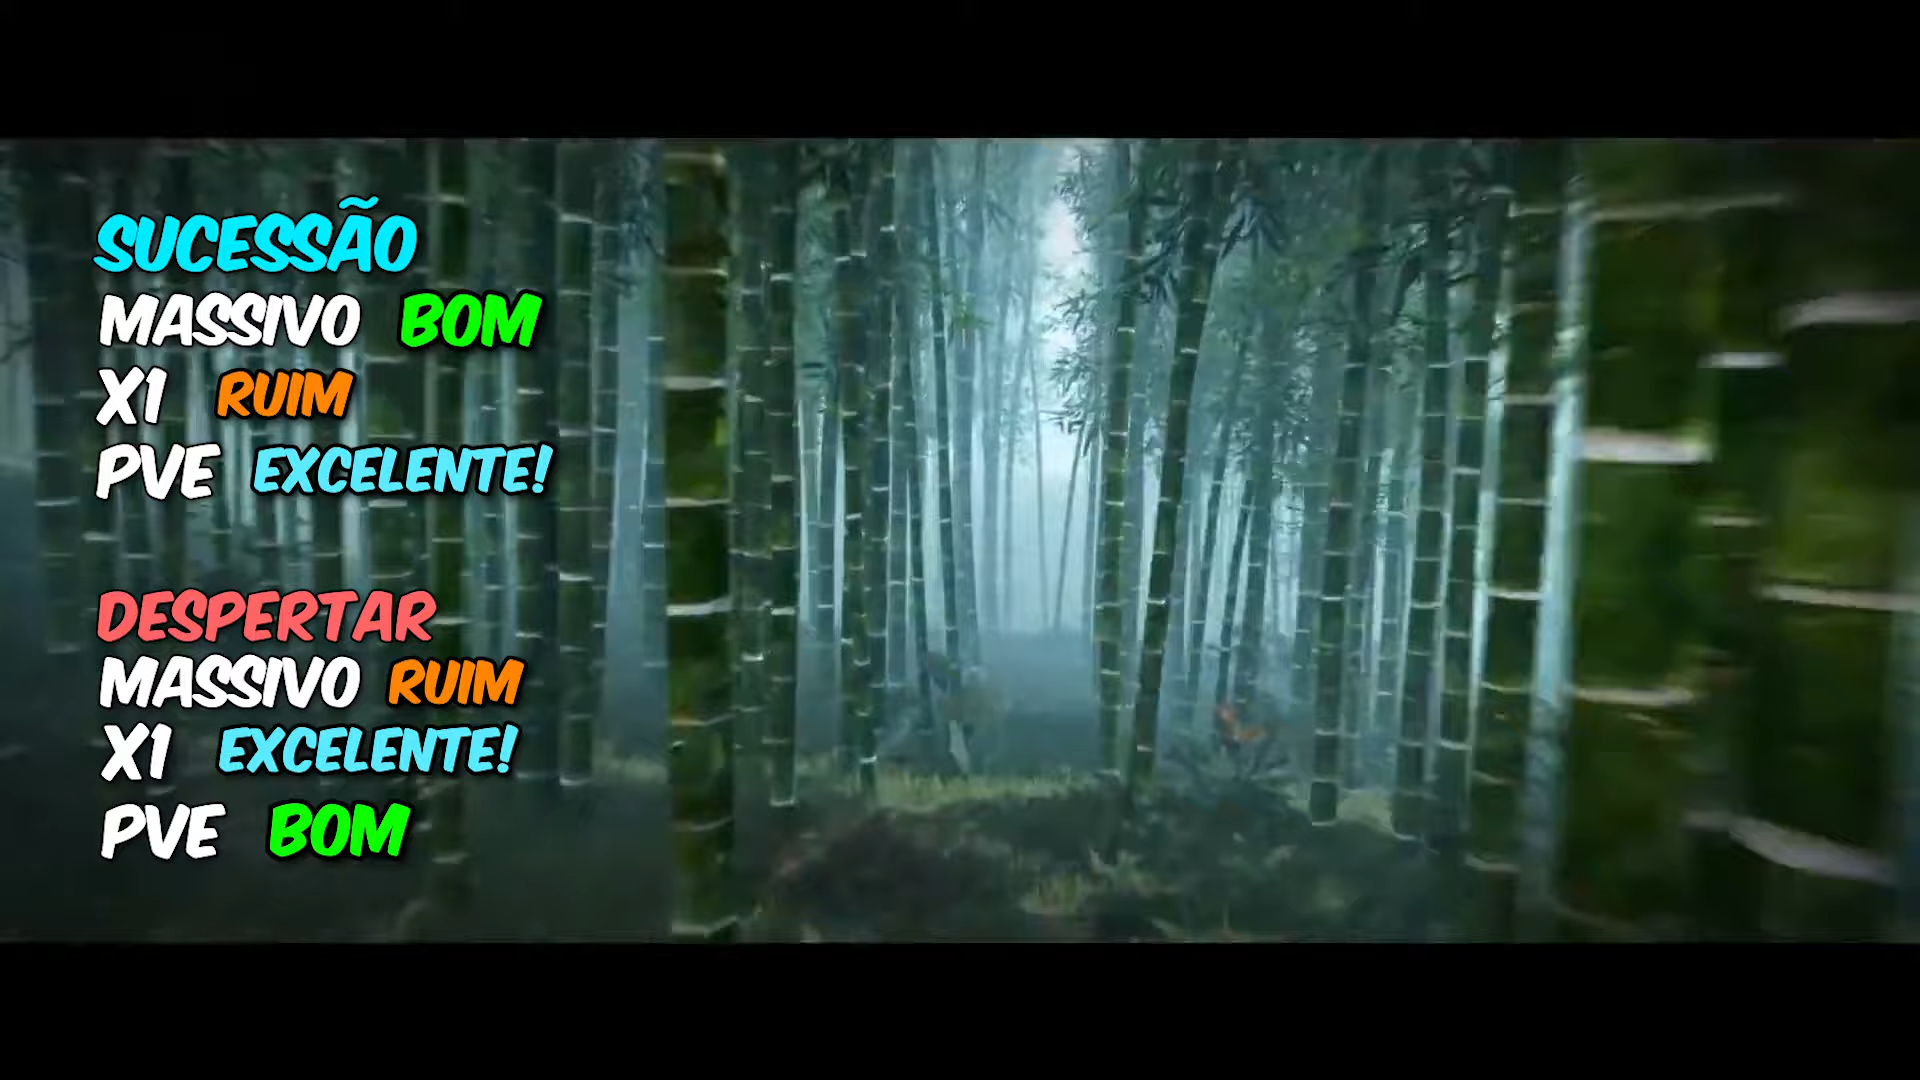 SUCESSÃO
MASSIVO BOM
X1 RUIM
PVE EXCELENTE!
DESPERTAR
MASSIVO RUIM
X1 EXCELENTE!
PVE BOM